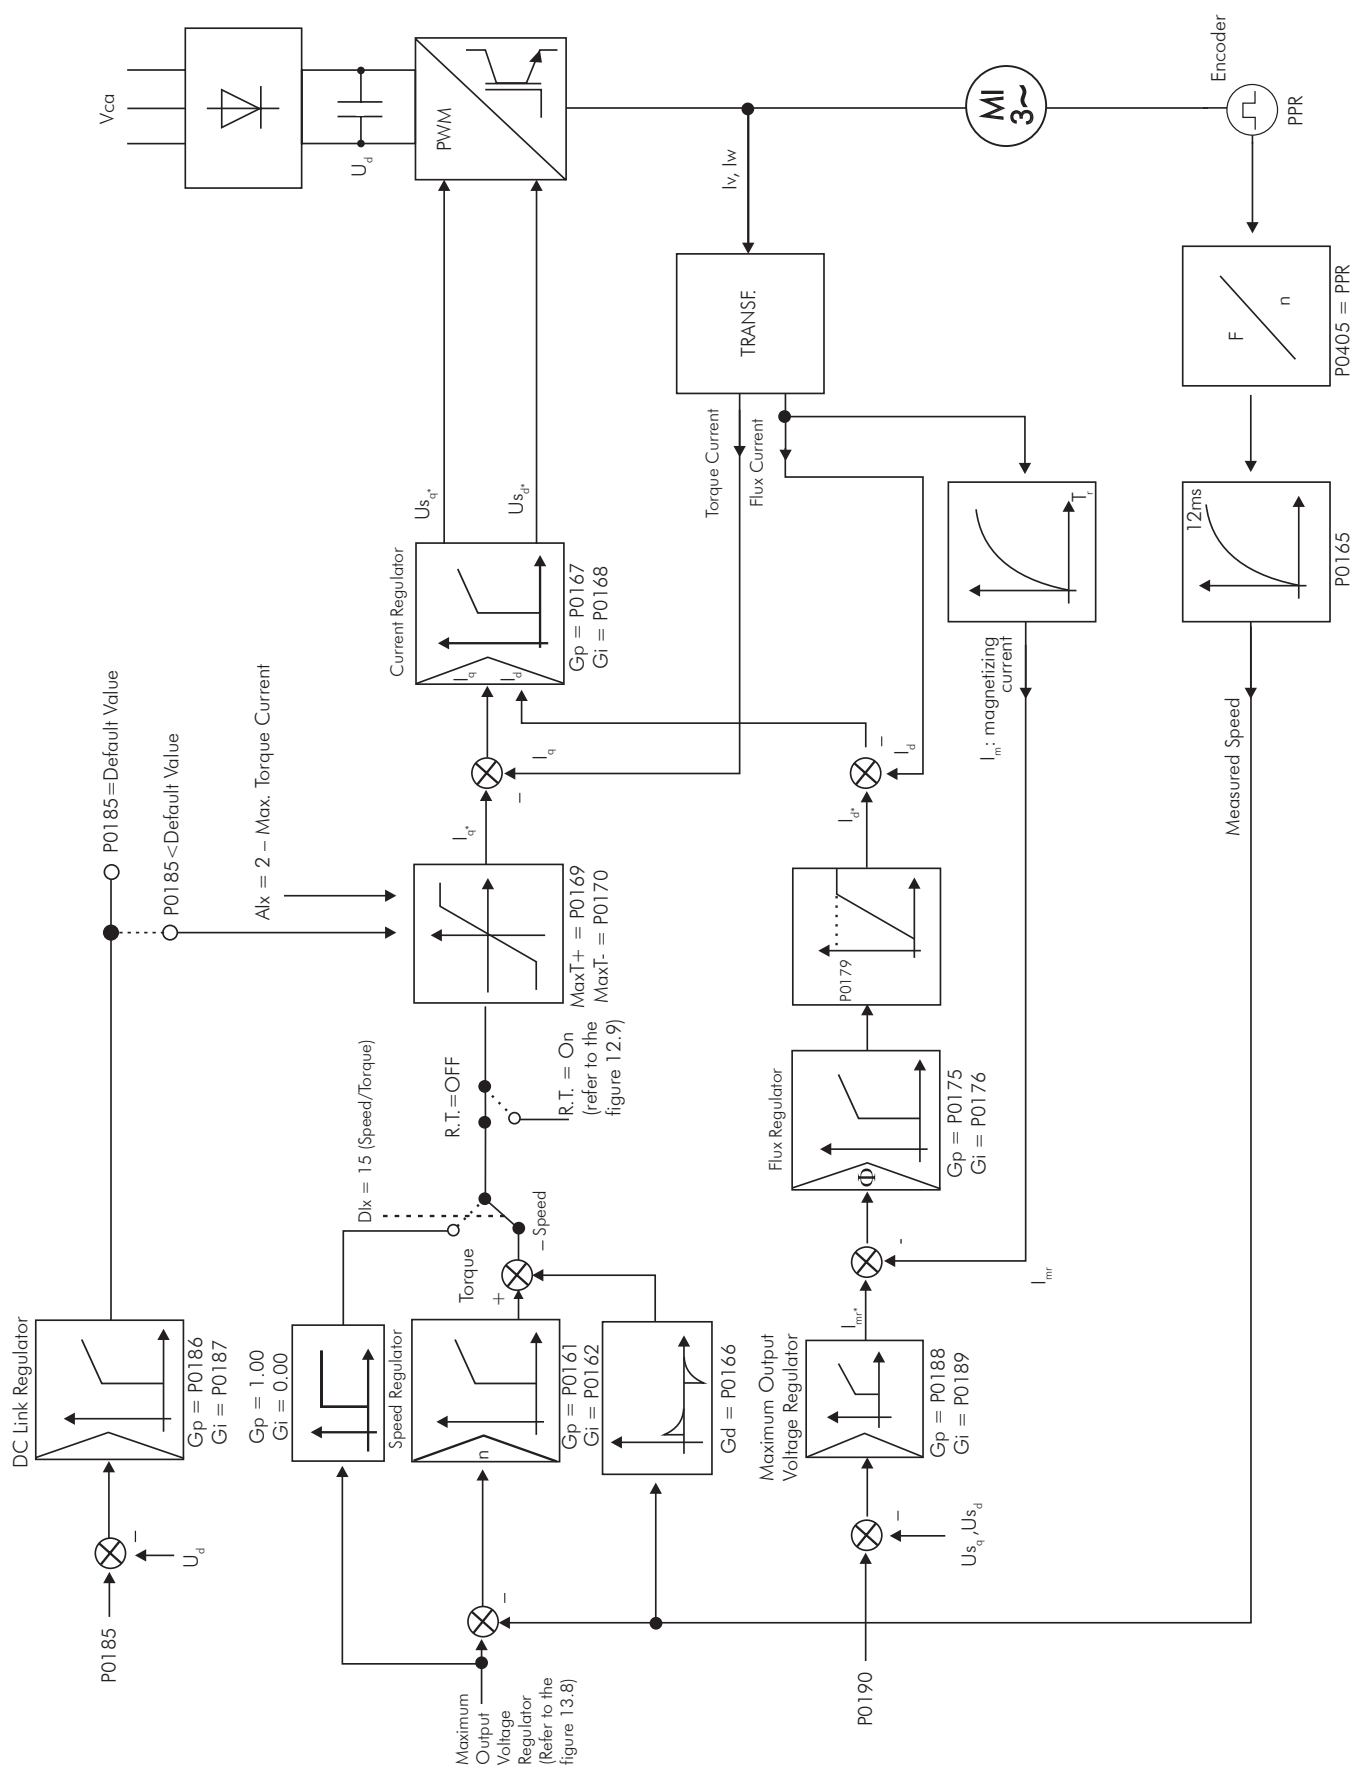 DC Link Regulator
P0185
U_d
–
Gp = P0186
Gi = P0187
P0185=Default Value
P0185<Default Value
AIx = 2 – Max. Torque Current
Vca
U_d
PWM
Gp = 1.00
Gi = 0.00
DIx = 15 (Speed/Torque)
Torque
– Speed
+
R.T.=OFF
R.T. = On
(refer to the
figure 12.9)
Speed Regulator
n
Gp = P0161
Gi = P0162
Gd = P0166
–
Maximum
Output
Voltage
Regulator
(Refer to the
figure 13.8)
MaxT+ = P0169
MaxT- = P0170
I_q*
–
I_q
Current Regulator
I_q
I_d
Gp = P0167
Gi = P0168
Us_q*
Us_d*
Iv, Iw
TRANSF.
Torque Current
Flux Current
MI
3~
Encoder
PPR
Maximum Output
Voltage Regulator
P0190
–
Us_q,Us_d
Gp = P0188
Gi = P0189
I_mr*
-
I_mr
Flux Regulator
Φ
Gp = P0175
Gi = P0176
P0179
I_d*
–
I_d
I_m: magnetizing
current
T_r
F
n
P0405 = PPR
12ms
P0165
Measured Speed